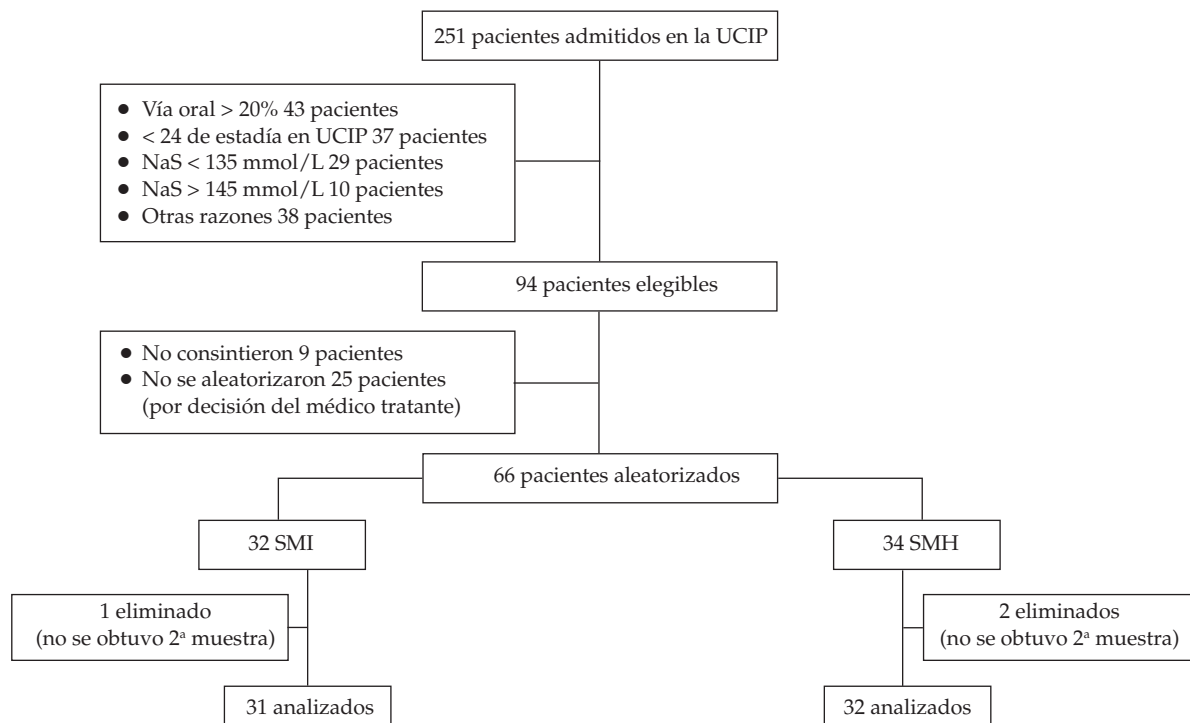 251 pacientes admitidos en la UCIP
● Vía oral > 20% 43 pacientes
● < 24 de estadía en UCIP 37 pacientes
● NaS < 135 mmol/L 29 pacientes
● NaS > 145 mmol/L 10 pacientes
● Otras razones 38 pacientes
94 pacientes elegibles
● No consintieron 9 pacientes
● No se aleatorizaron 25 pacientes
(por decisión del médico tratante)
66 pacientes aleatorizados
32 SMI
34 SMH
1 eliminado
(no se obtuvo 2ª muestra)
2 eliminados
(no se obtuvo 2ª muestra)
31 analizados
32 analizados